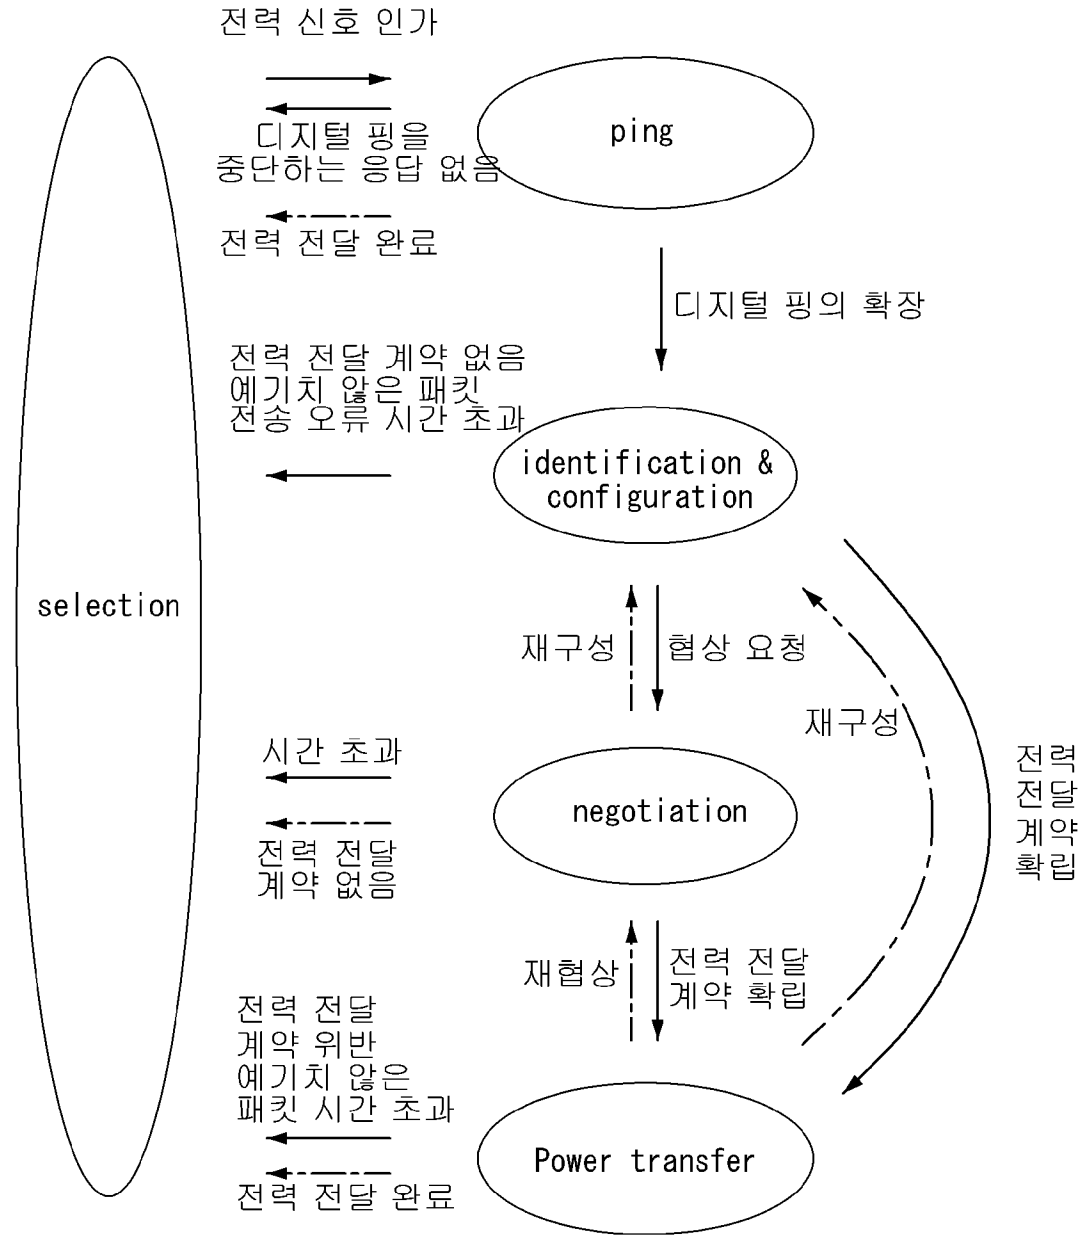 전력 신호 인가
ping
디지털 핑을
중단하는 응답 없음
전력 전달 완료
디지털 핑의 확장
전력 전달 계약 없음
예기치 않은 패킷
전송 오류 시간 초과
identification &
configuration
selection
재구성
협상 요청
재구성
시간 초과
전력
전달
계약
확립
negotiation
전력 전달
계약 없음
재협상
전력 전달
계약 확립
전력 전달
계약 위반
예기치 않은
패킷 시간 초과
Power transfer
전력 전달 완료